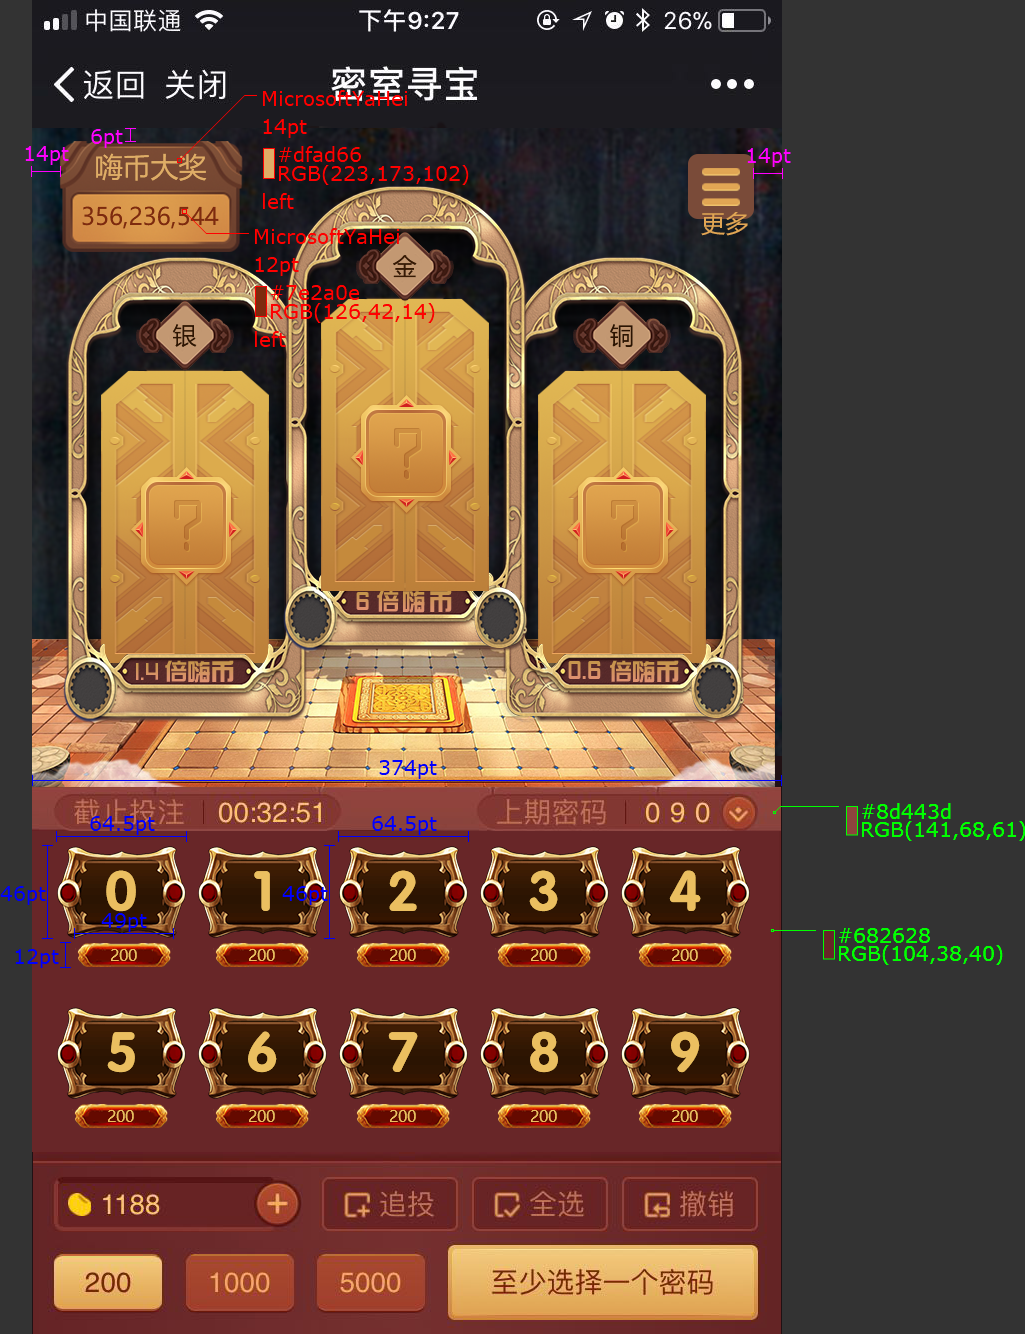 中国联通 下午9:27 26%
返回 关闭 密室寻宝
MicrosoftYaHei
14pt
#dfad66
RGB(223,173,102)
left
6pt
14pt
嗨币大奖
356,236,544
14pt
更多
MicrosoftYaHei
12pt
#7e2a0e
RGB(126,42,14)
left
金
银
铜
?
?
?
6 倍嗨币
1.4 倍嗨币
0.6 倍嗨币
374pt
截止投注 00:32:51
上期密码 0 9 0
#8d443d
RGB(141,68,61)
64.5pt
64.5pt
46pt
46pt
0 1 2 3 4
49pt
12pt
200 200 200 200 200
#682628
RGB(104,38,40)
5 6 7 8 9
200 200 200 200 200
1188 + 追投 全选 撤销
200 1000 5000 至少选择一个密码